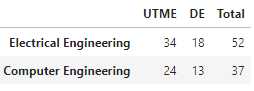 UTME DE Total
Electrical Engineering 34 18 52
Computer Engineering 24 13 37